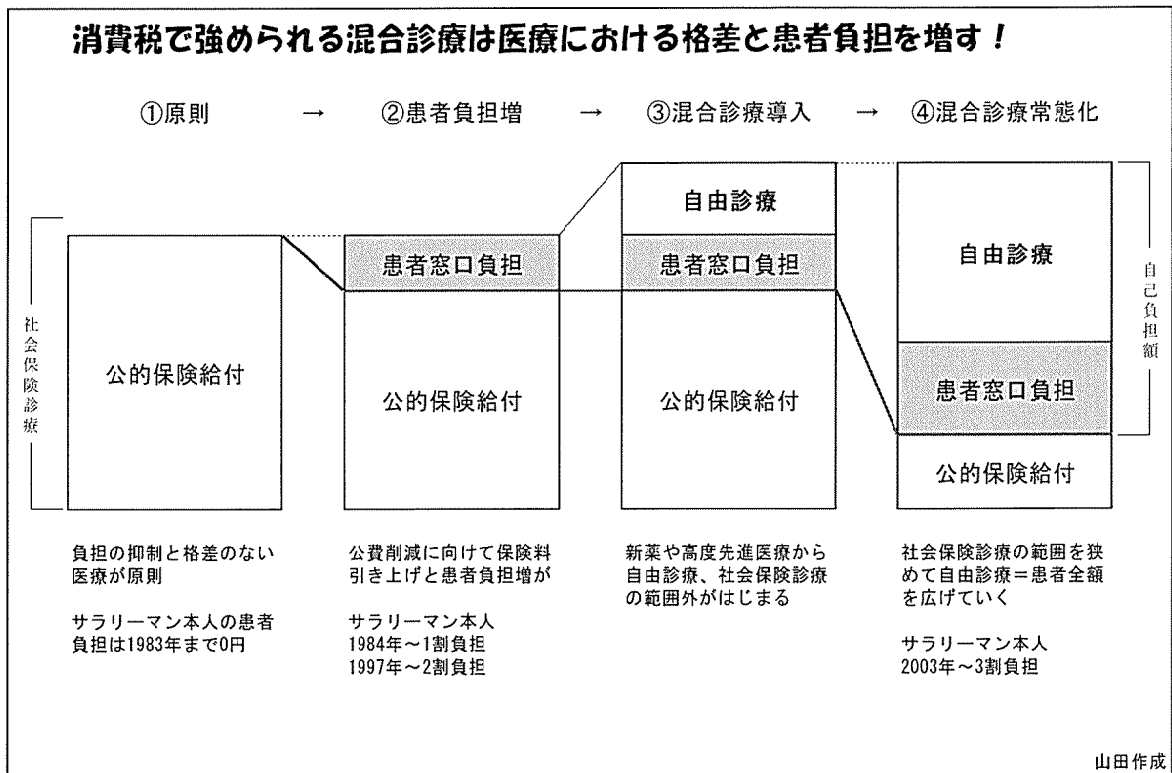 消費税で強められる混合診療は医療における格差と患者負担を増す！
①原則 → ②患者負担増 → ③混合診療導入 → ④混合診療常態化
社会保険診療
公的保険給付
患者窓口負担
公的保険給付
自由診療
患者窓口負担
公的保険給付
自由診療
患者窓口負担
公的保険給付
自己負担額
負担の抑制と格差のない
医療が原則
サラリーマン本人の患者
負担は1983年まで0円
公費削減に向けて保険料
引き上げと患者負担増が
サラリーマン本人
1984年～1割負担
1997年～2割負担
新薬や高度先進医療から
自由診療、社会保険診療
の範囲外がはじまる
社会保険診療の範囲を狭
めて自由診療＝患者全額
を広げていく
サラリーマン本人
2003年～3割負担
山田作成